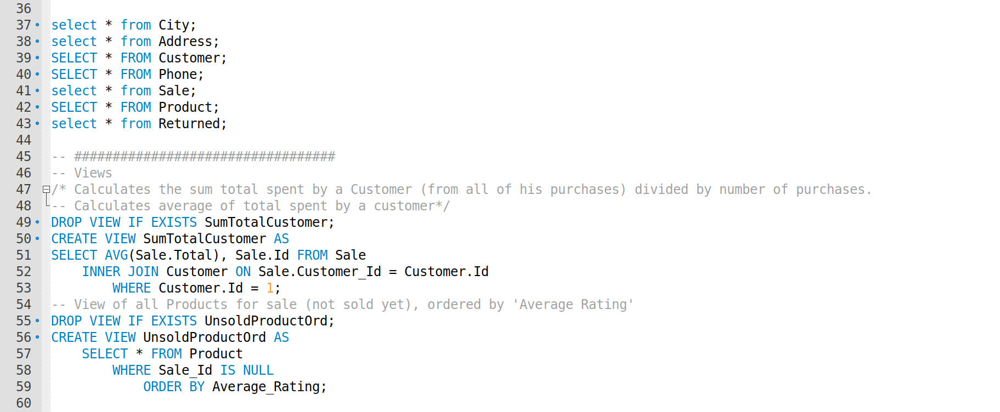 36
37 select * from City;
38 select * from Address;
39 SELECT * FROM Customer;
40 SELECT * FROM Phone;
41 select * from Sale;
42 SELECT * FROM Product;
43 select * from Returned;
44
45 -- ##################################
46 -- Views
47 /* Calculates the sum total spent by a Customer (from all of his purchases) divided by number of purchases.
48 -- Calculates average of total spent by a customer*/
49 DROP VIEW IF EXISTS SumTotalCustomer;
50 CREATE VIEW SumTotalCustomer AS
51 SELECT AVG(Sale.Total), Sale.Id FROM Sale
52     INNER JOIN Customer ON Sale.Customer_Id = Customer.Id
53         WHERE Customer.Id = 1;
54 -- View of all Products for sale (not sold yet), ordered by 'Average Rating'
55 DROP VIEW IF EXISTS UnsoldProductOrd;
56 CREATE VIEW UnsoldProductOrd AS
57     SELECT * FROM Product
58         WHERE Sale_Id IS NULL
59             ORDER BY Average_Rating;
60